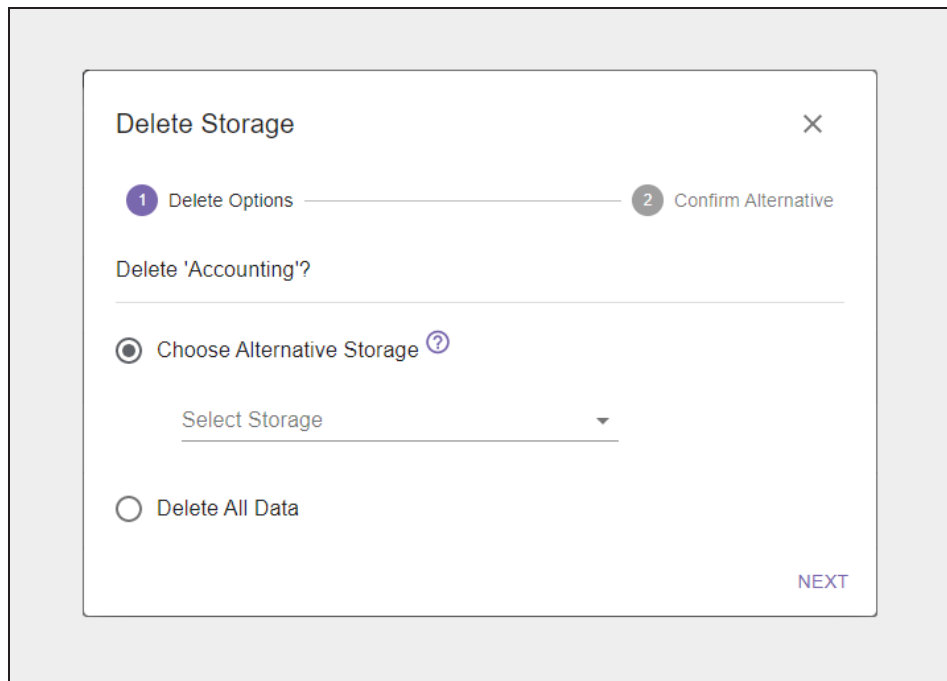 Delete Storage
1 Delete Options 2 Confirm Alternative
Delete 'Accounting'?
Choose Alternative Storage ?
Select Storage
Delete All Data
NEXT